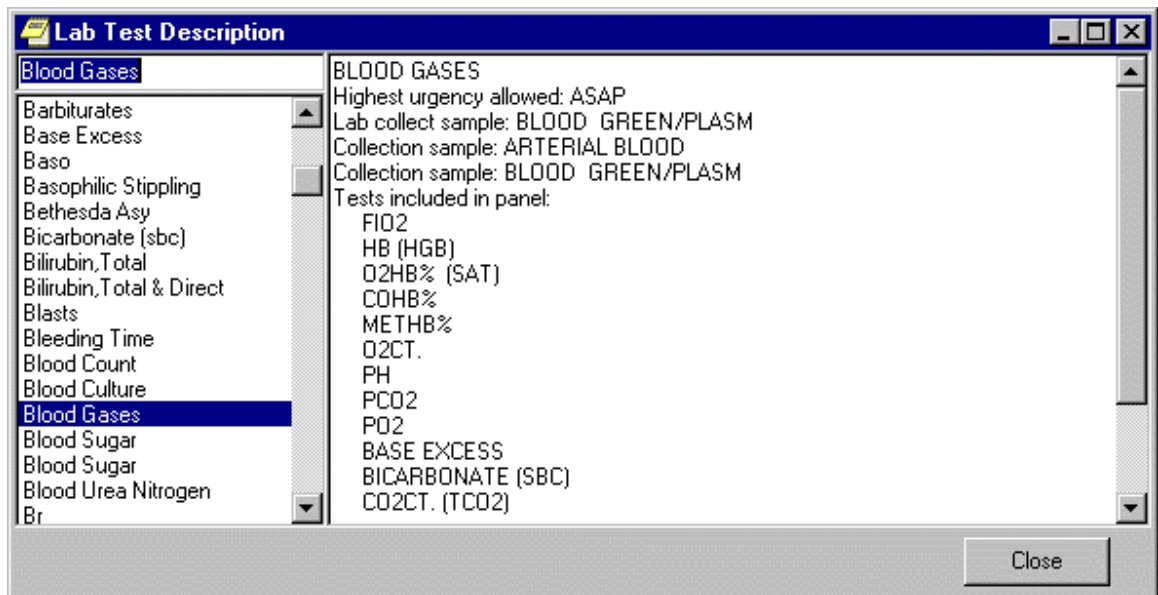 Lab Test Description
Blood Gases
Barbiturates
Base Excess
Baso
Basophilic Stippling
Bethesda Asy
Bicarbonate (sbc)
Bilirubin,Total
Bilirubin,Total & Direct
Blasts
Bleeding Time
Blood Count
Blood Culture
Blood Gases
Blood Sugar
Blood Sugar
Blood Urea Nitrogen
Br
BLOOD GASES
Highest urgency allowed: ASAP
Lab collect sample: BLOOD  GREEN/PLASM
Collection sample: ARTERIAL BLOOD
Collection sample: BLOOD  GREEN/PLASM
Tests included in panel:
FIO2
HB (HGB)
O2HB%  (SAT)
COHB%
METHB%
O2CT.
PH
PCO2
PO2
BASE EXCESS
BICARBONATE (SBC)
CO2CT. (TCO2)
Close